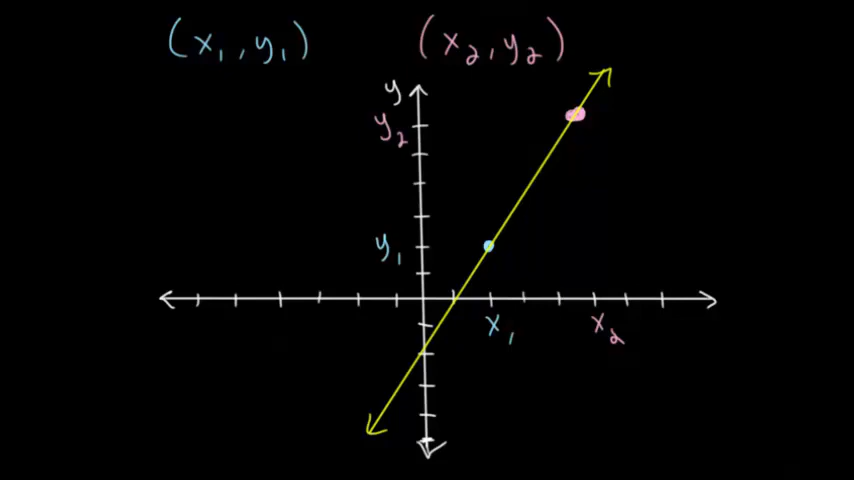 (x₁, y₁) (x₂, y₂)
y
y₂
y₁
x₁ x₂